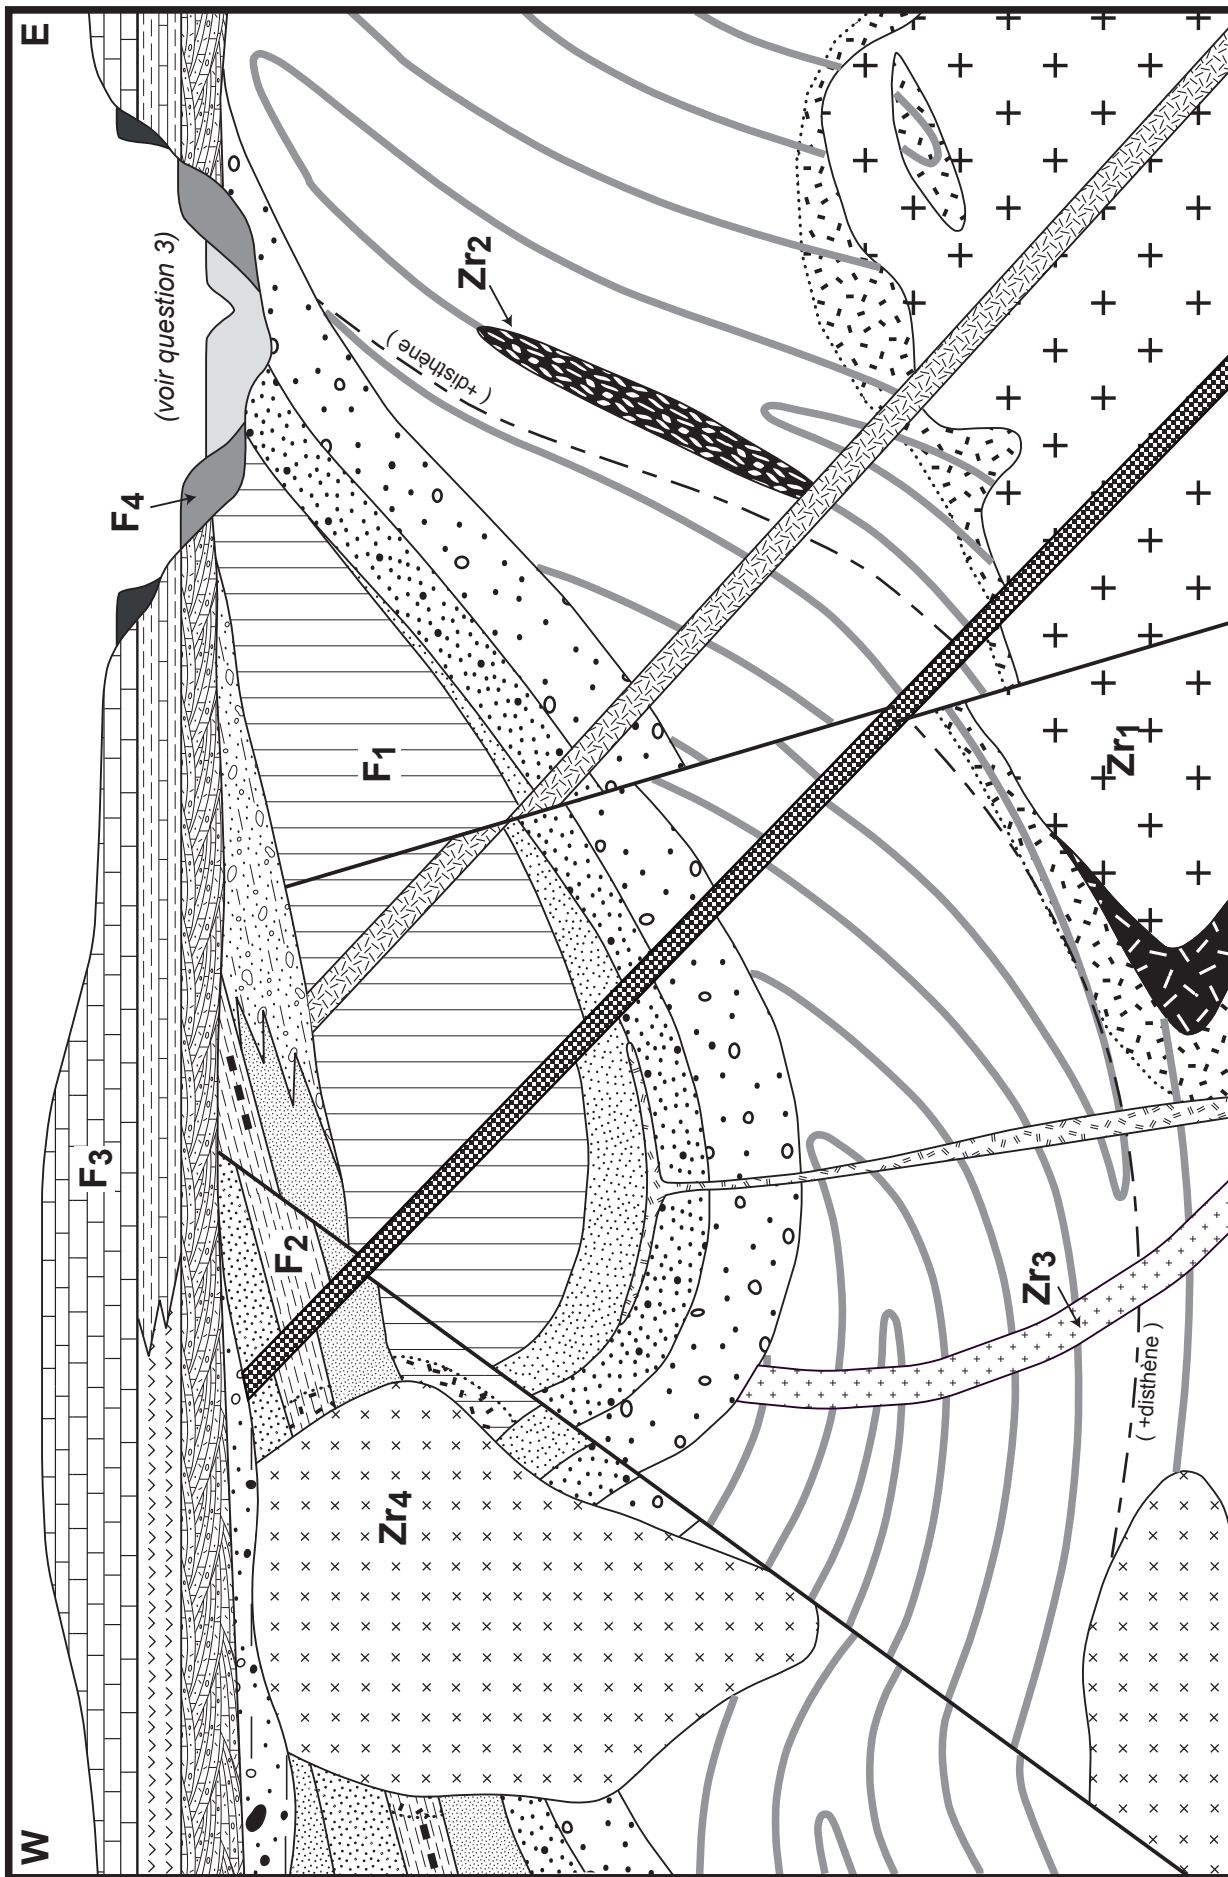 W
E
(voir question 3)
F4
F3
F1
F2
Zr2
(+disthène )
Zr4
Zr3
Zr1
( +disthène )